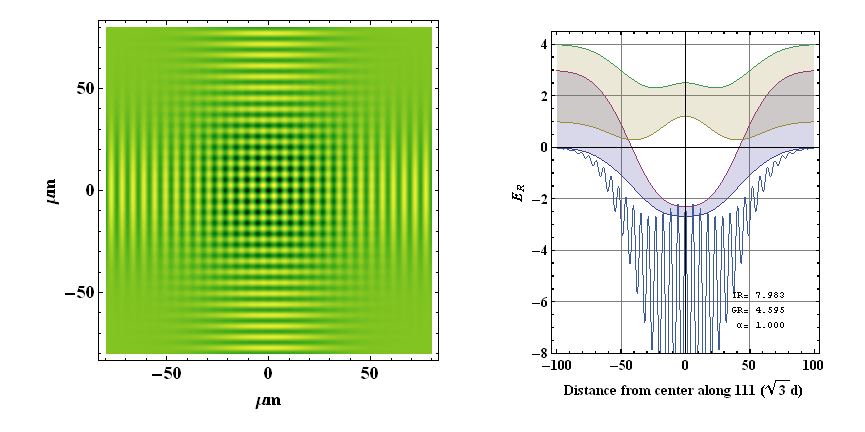 50
0
−50
−50
0
50
μm
μm
4
2
0
−2
−4
−6
−8
E_R
IR= 7.983
GR= 4.595
α= 1.000
−100
−50
0
50
100
Distance from center along 111 (√3 d)